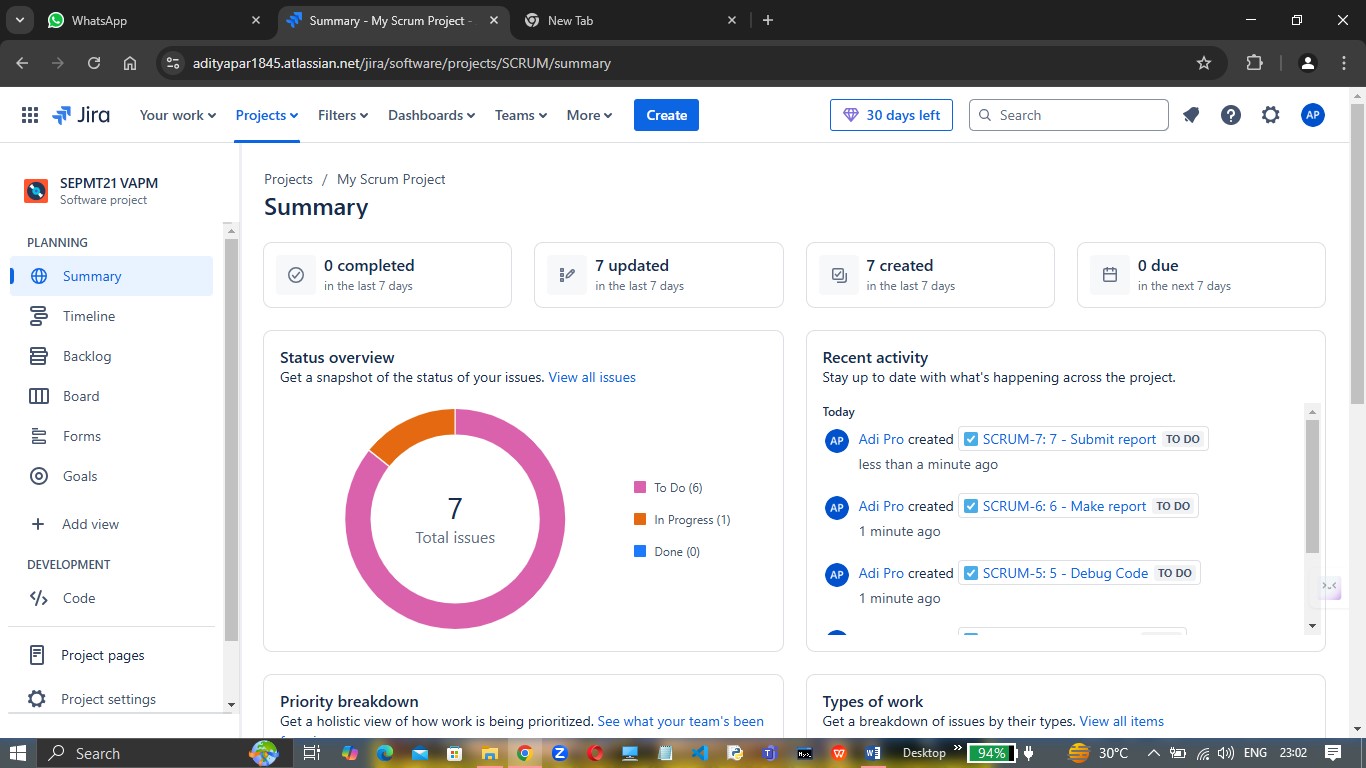 WhatsApp
Summary - My Scrum Project -
New Tab
adityapar1845.atlassian.net/jira/software/projects/SCRUM/summary
Jira
Your work
Projects
Filters
Dashboards
Teams
More
Create
30 days left
Search
AP
SEPMT21 VAPM
Software project
PLANNING
Summary
Timeline
Backlog
Board
Forms
Goals
Add view
DEVELOPMENT
Code
Project pages
Project settings
Projects / My Scrum Project
Summary
0 completed
in the last 7 days
7 updated
in the last 7 days
7 created
in the last 7 days
0 due
in the next 7 days
Status overview
Get a snapshot of the status of your issues. View all issues
7
Total issues
To Do (6)
In Progress (1)
Done (0)
Recent activity
Stay up to date with what's happening across the project.
Today
AP Adi Pro created SCRUM-7: 7 - Submit report TO DO
less than a minute ago
AP Adi Pro created SCRUM-6: 6 - Make report TO DO
1 minute ago
AP Adi Pro created SCRUM-5: 5 - Debug Code TO DO
1 minute ago
Priority breakdown
Get a holistic view of how work is being prioritized. See what your team's been
Types of work
Get a breakdown of issues by their types. View all items
Search
Desktop
94%
30°C
ENG
23:02